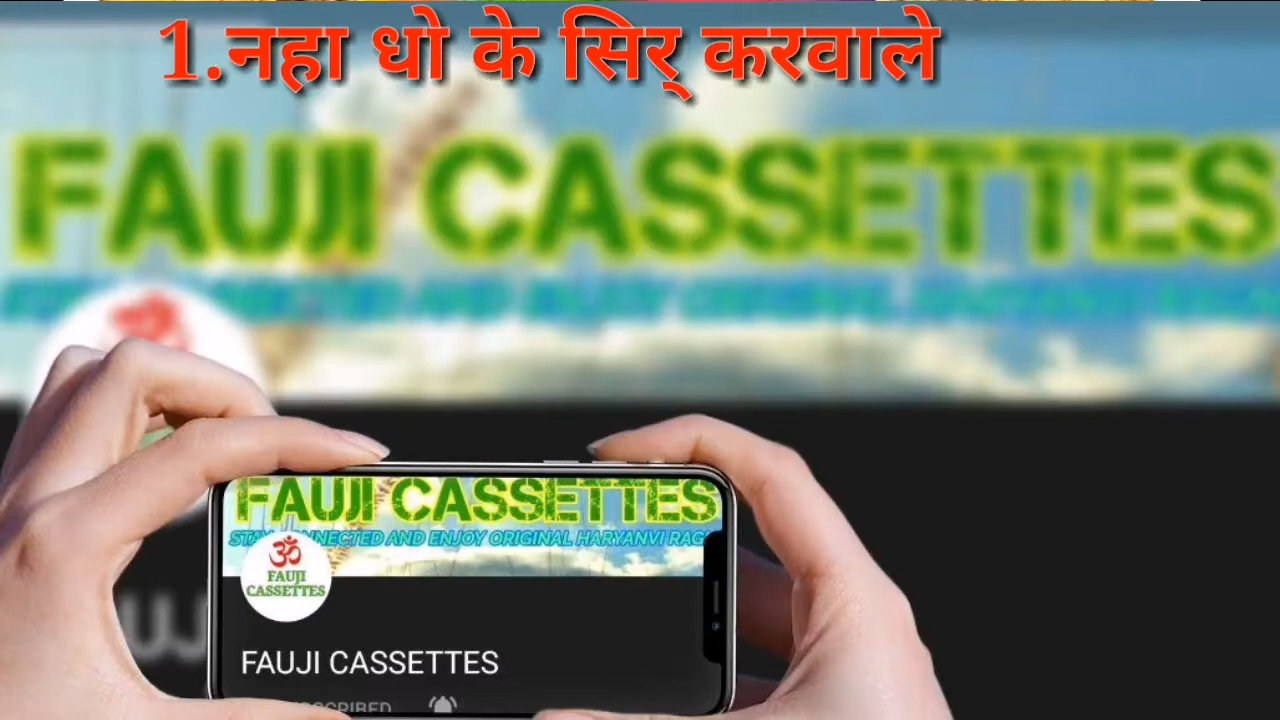 1.नहा धो के सिर् करवाले
FAUJI CASSETTES
FAUJI CASSETTES
AND ENJOY ORIGINAL HARYANVI
ॐ
FAUJI
CASSETTES
FAUJI CASSETTES